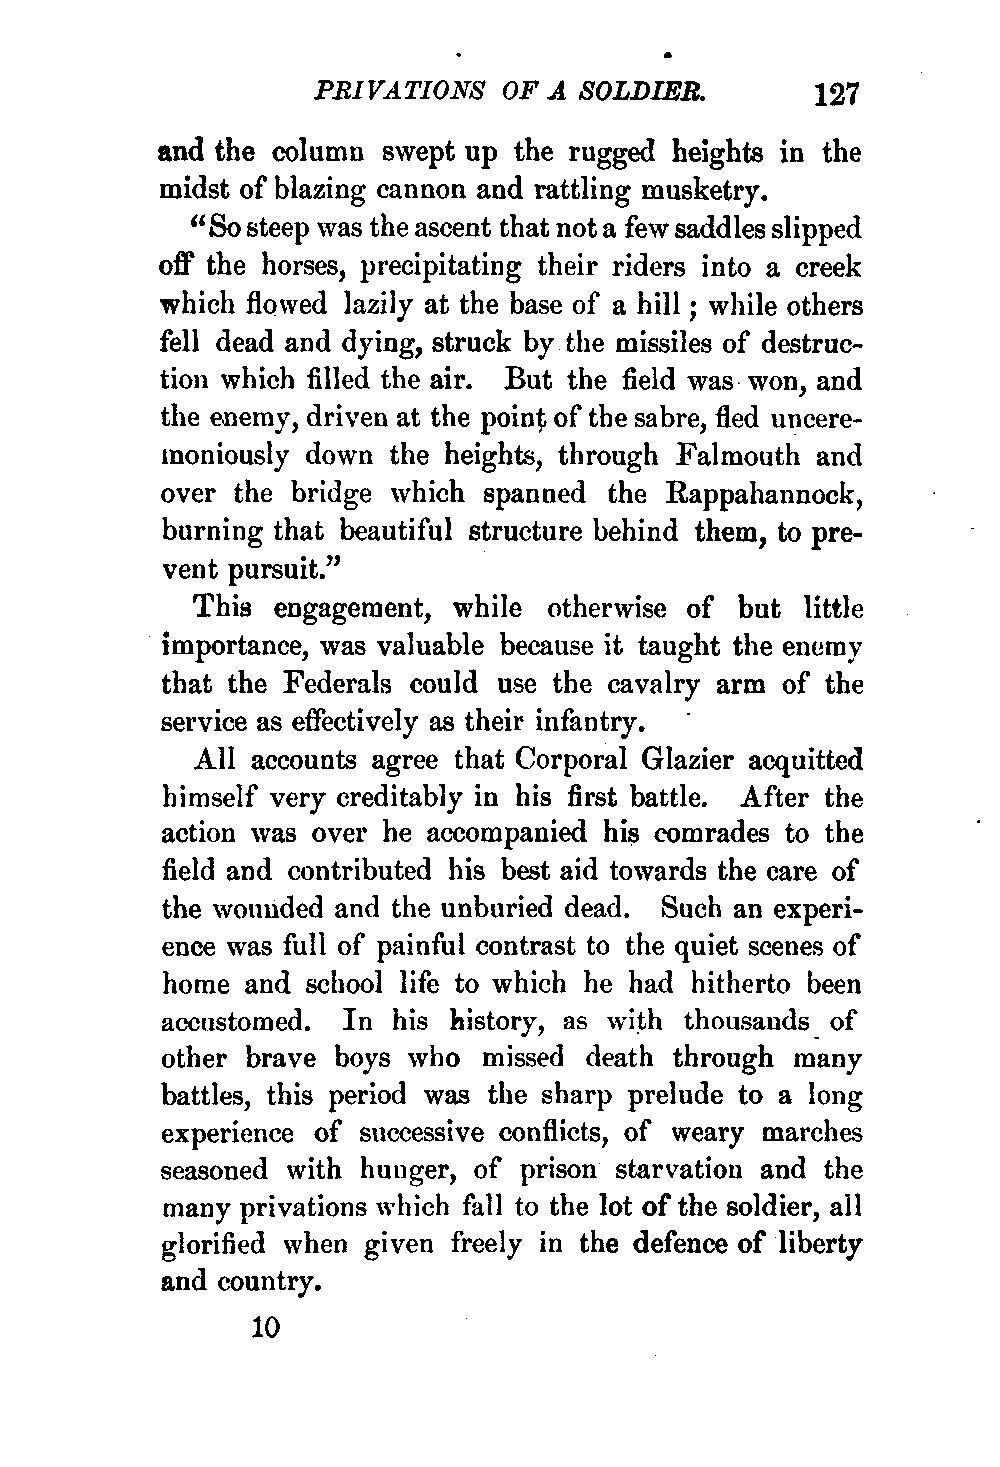 PRIVATIONS OF A SOLDIER. 127
and the column swept up the rugged heights in the
midst of blazing cannon and rattling musketry.
“So steep was the ascent that not a few saddles slipped
off the horses, precipitating their riders into a creek
which flowed lazily at the base of a hill ; while others
fell dead and dying, struck by the missiles of destruc-
tion which filled the air. But the field was won, and
the enemy, driven at the point of the sabre, fled uncere-
moniously down the heights, through Falmouth and
over the bridge which spanned the Rappahannock,
burning that beautiful structure behind them, to pre-
vent pursuit.”
This engagement, while otherwise of but little
importance, was valuable because it taught the enemy
that the Federals could use the cavalry arm of the
service as effectively as their infantry.
All accounts agree that Corporal Glazier acquitted
himself very creditably in his first battle. After the
action was over he accompanied his comrades to the
field and contributed his best aid towards the care of
the wounded and the unburied dead. Such an experi-
ence was full of painful contrast to the quiet scenes of
home and school life to which he had hitherto been
accustomed. In his history, as with thousands of
other brave boys who missed death through many
battles, this period was the sharp prelude to a long
experience of successive conflicts, of weary marches
seasoned with hunger, of prison starvation and the
many privations which fall to the lot of the soldier, all
glorified when given freely in the defence of liberty
and country.
10